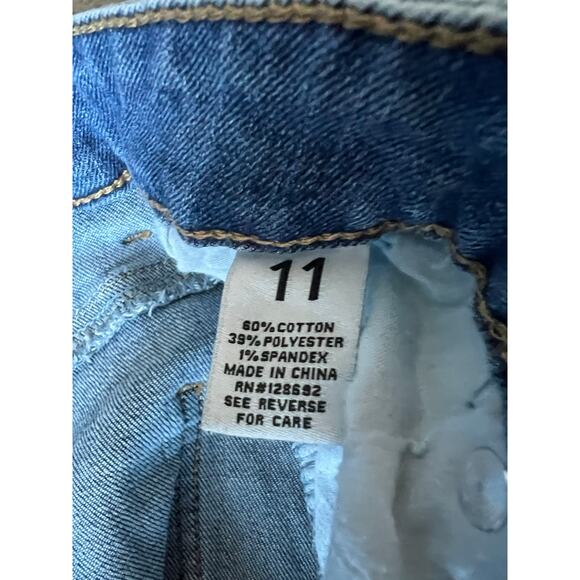 11
60% COTTON
39% POLYESTER
1% SPANDEX
MADE IN CHINA
RN#128692
SEE REVERSE
FOR CARE